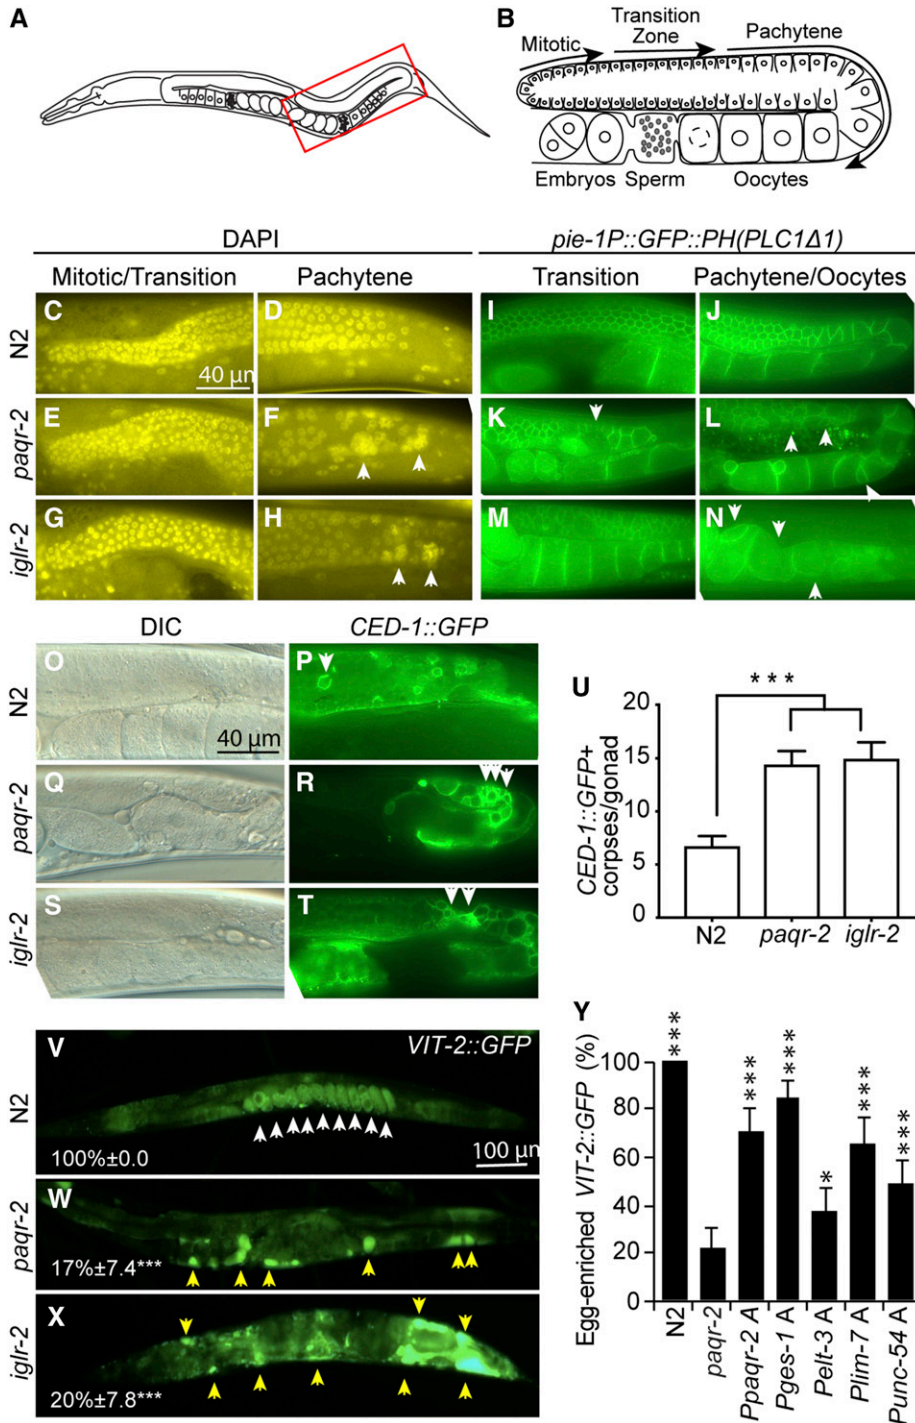 A
B
Transition
Zone
Mitotic
Pachytene
Embryos
Sperm
Oocytes
DAPI
pie-1P::GFP::PH(PLC1Δ1)
Mitotic/Transition
Pachytene
Transition
Pachytene/Oocytes
N2
C
40 µm
D
I
J
paqr-2
E
F
K
L
iglr-2
G
H
M
N
DIC
CED-1::GFP
N2
O
40 µm
P
paqr-2
Q
R
iglr-2
S
T
U
***
CED-1::GFP+
corpses/gonad
20
15
10
5
0
N2
paqr-2
iglr-2
N2
V
VIT-2::GFP
100%±0.0
100 µm
paqr-2
W
17%±7.4***
iglr-2
X
20%±7.8***
Y
Egg-enriched VIT-2::GFP (%)
100
80
60
40
20
0
***
***
***
*
***
***
N2
paqr-2
Ppaqr-2 A
Pges-1 A
Pelt-3 A
Plim-7 A
Punc-54 A